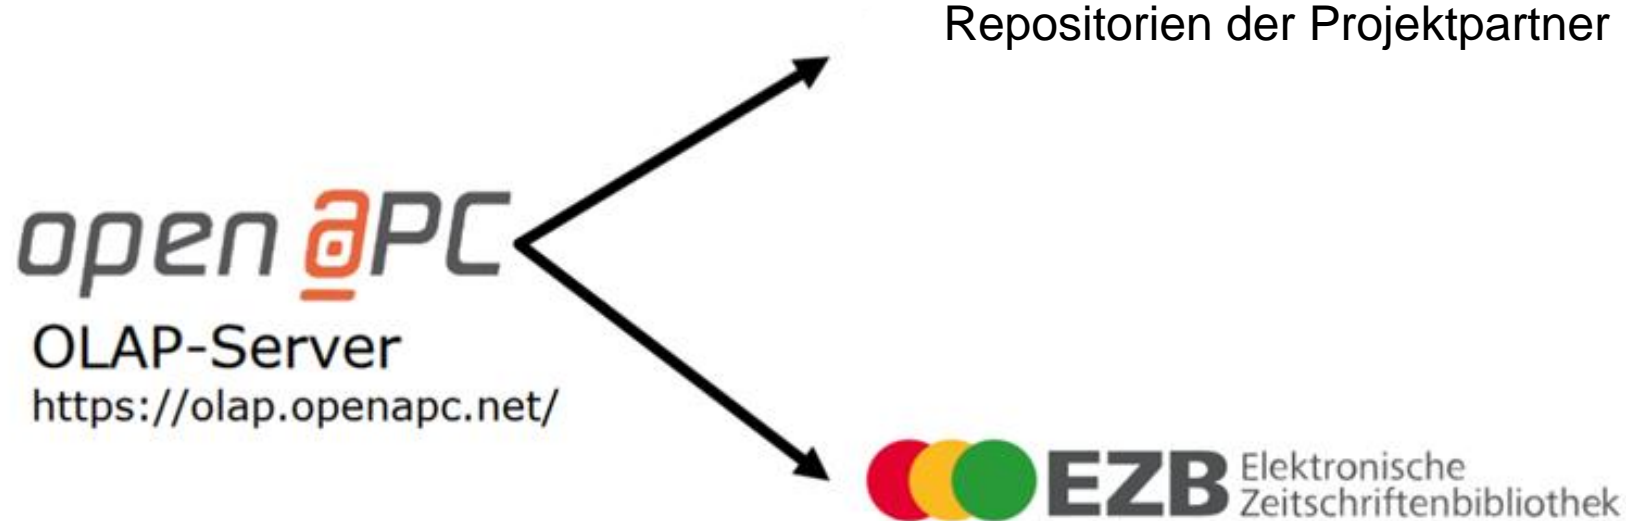 Repositorien der Projektpartner
open aPC
OLAP-Server
https://olap.openapc.net/
EZB Elektronische
Zeitschriftenbibliothek